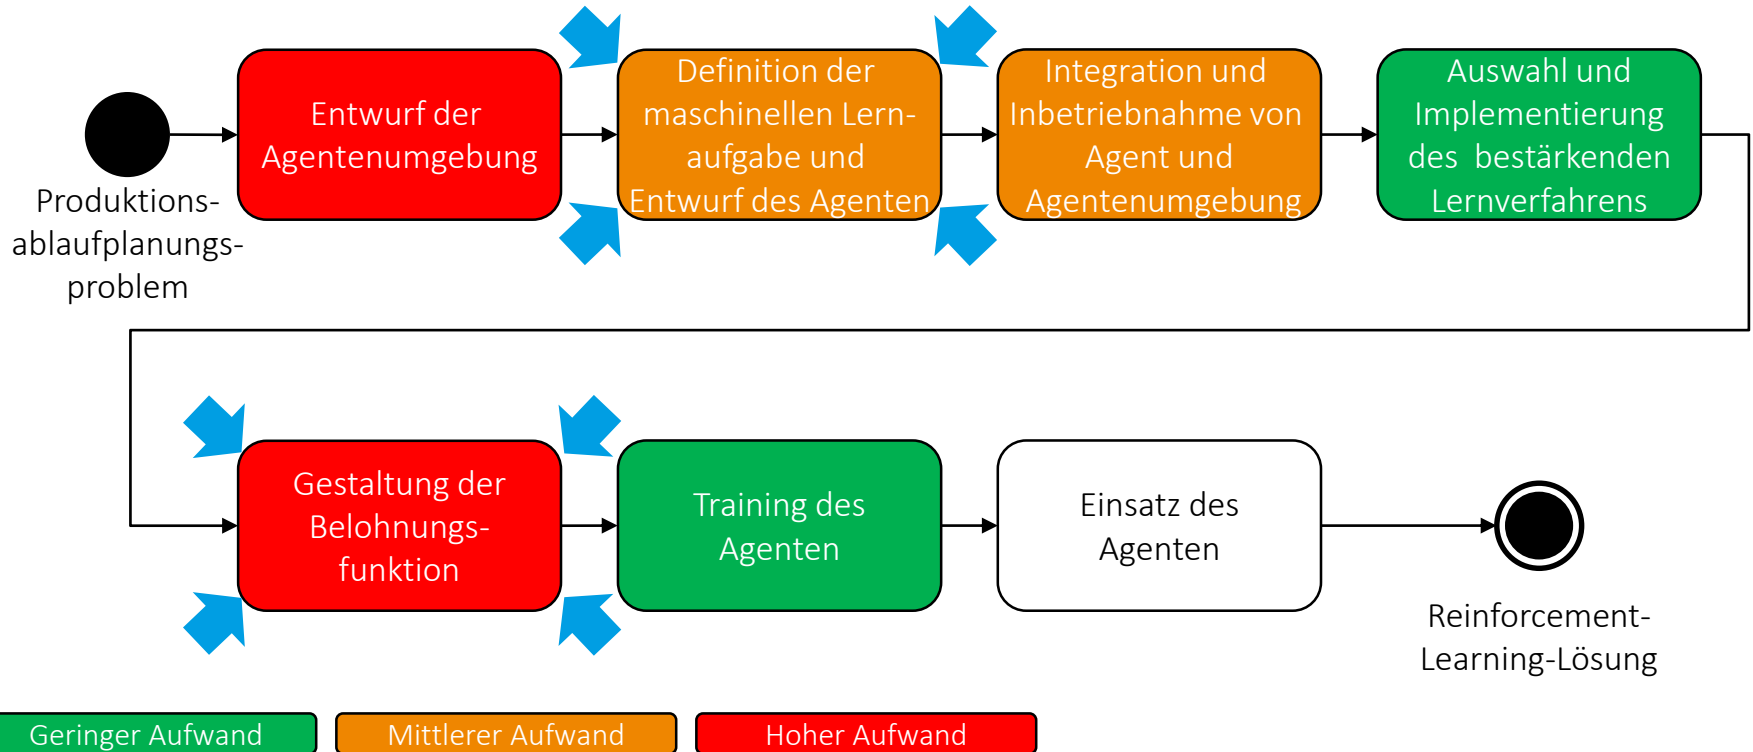 Produktions-
ablaufplanungs-
problem
Entwurf der
Agentenumgebung
Definition der
maschinellen Lern-
aufgabe und
Entwurf des Agenten
Integration und
Inbetriebnahme von
Agent und
Agentenumgebung
Auswahl und
Implementierung
des bestärkenden
Lernverfahrens
Gestaltung der
Belohnungs-
funktion
Training des
Agenten
Einsatz des
Agenten
Reinforcement-
Learning-Lösung
Geringer Aufwand
Mittlerer Aufwand
Hoher Aufwand